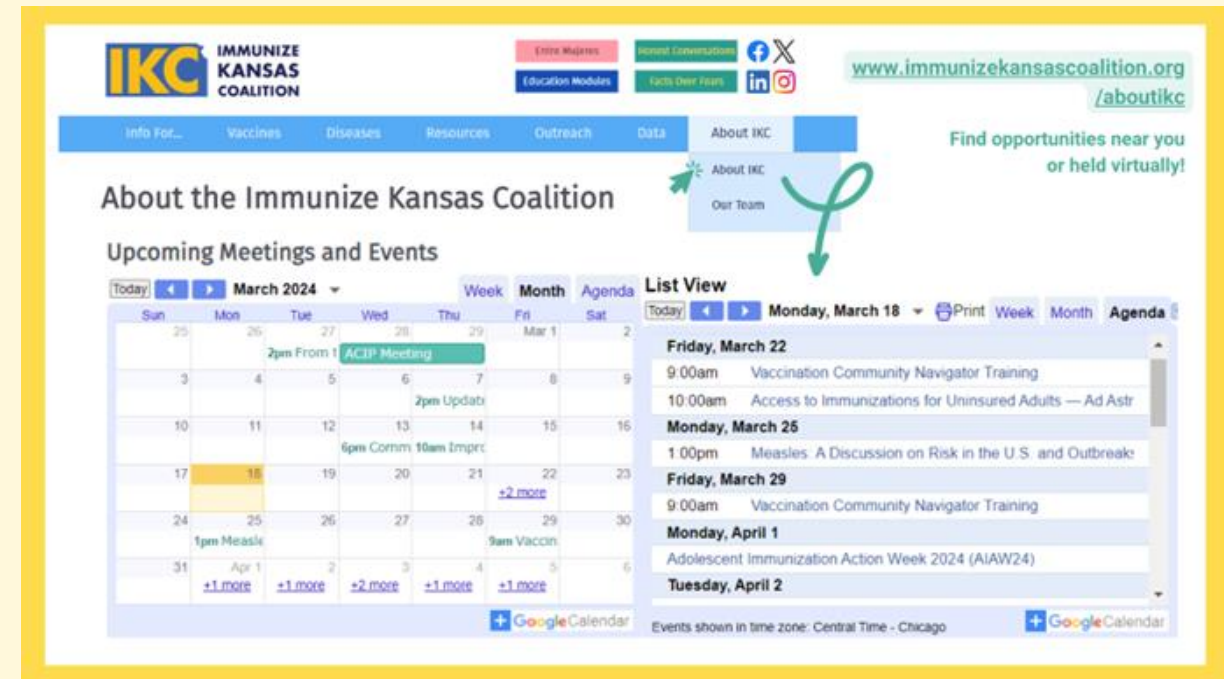 IKC IMMUNIZE
KANSAS
COALITION
Entre Mujeres
Honest Conversations
Education Modules
Facts Over Fears
www.immunizekansascoalition.org
/aboutikc
Find opportunities near you
or held virtually!
Info For... Vaccines Diseases Resources Outreach Data About IKC
About IKC
Our Team
About the Immunize Kansas Coalition
Upcoming Meetings and Events
Today March 2024 Week Month Agenda
Sun Mon Tue Wed Thu Fri Sat
25 26 27 28 29 Mar 1 2
2pm From t ACIP Meeting
3 4 5 6 7 8 9
2pm Updat
10 11 12 13 14 15 16
6pm Comm 10am Impro
17 18 19 20 21 22 23
+2 more
24 25 26 27 28 29 30
1pm Measle 9am Vaccin
31 Apr 1 2 3 4 5 6
+1 more +1 more +2 more +1 more +1 more
+ Google Calendar
List View
Today Monday, March 18 Print Week Month Agenda
Friday, March 22
9:00am Vaccination Community Navigator Training
10:00am Access to Immunizations for Uninsured Adults — Ad Astr
Monday, March 25
1:00pm Measles: A Discussion on Risk in the U.S. and Outbreak
Friday, March 29
9:00am Vaccination Community Navigator Training
Monday, April 1
Adolescent Immunization Action Week 2024 (AIAW24)
Tuesday, April 2
Events shown in time zone: Central Time - Chicago
+ Google Calendar